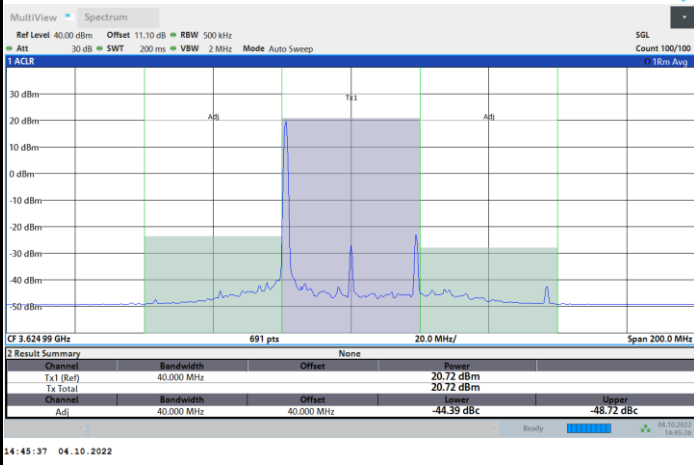 MultiView Spectrum
Ref Level 40.00 dBm Offset 11.10 dB RBW 500 kHz SGL
Att 30 dB SWT 200 ms VBW 2 MHz Mode Auto Sweep Count 100/100
1 ACLR 1Rm Avg
30 dBm
Tx1
20 dBm
Adj Adj
10 dBm
0 dBm
-10 dBm
-20 dBm
-30 dBm
-40 dBm
-50 dBm
CF 3.624 99 GHz 691 pts 20.0 MHz/ Span 200.0 MHz
2 Result Summary None
Channel Bandwidth Offset Power
Tx1 (Ref) 40.000 MHz 20.72 dBm
Tx Total 20.72 dBm
Channel Bandwidth Offset Lower Upper
Adj 40.000 MHz 40.000 MHz -44.39 dBc -48.72 dBc
Ready 04.10.2022
14:45:36
14:45:37 04.10.2022